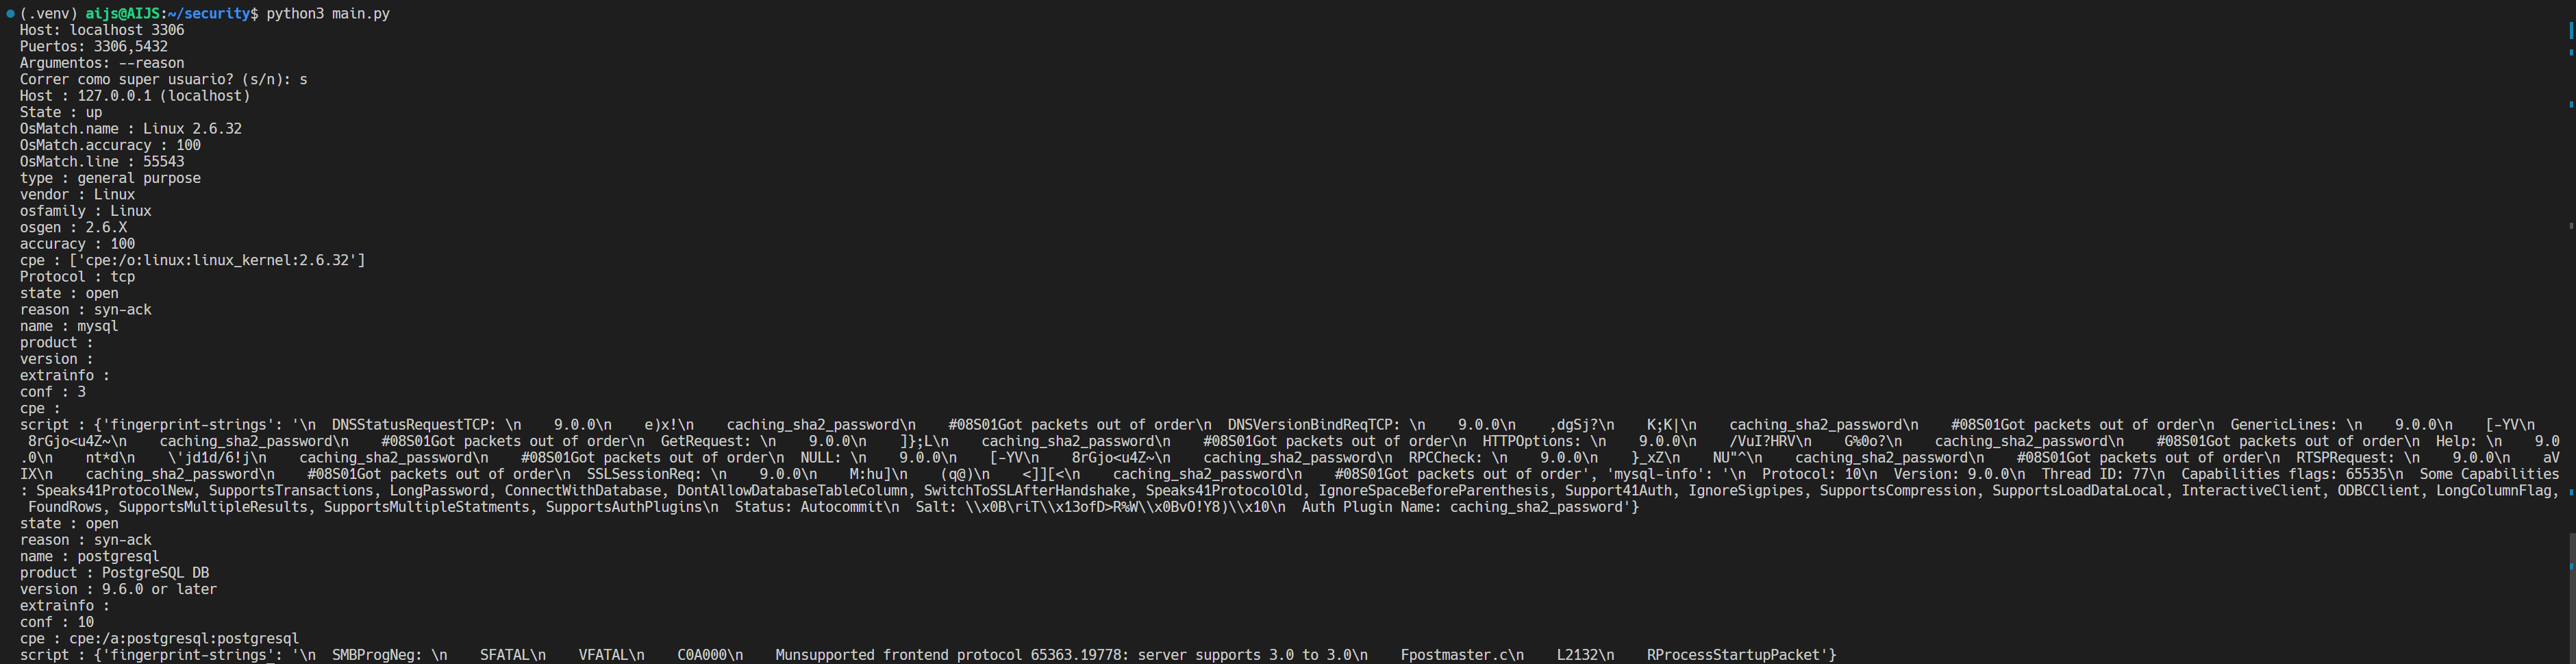 (.venv) aijs@AIJS:~/security$ python3 main.py
Host: localhost 3306
Puertos: 3306,5432
Argumentos: --reason
Correr como super usuario? (s/n): s
Host : 127.0.0.1 (localhost)
State : up
OsMatch.name : Linux 2.6.32
OsMatch.accuracy : 100
OsMatch.line : 55543
type : general purpose
vendor : Linux
osfamily : Linux
osgen : 2.6.X
accuracy : 100
cpe : ['cpe:/o:linux:linux_kernel:2.6.32']
Protocol : tcp
state : open
reason : syn-ack
name : mysql
product :
version :
extrainfo :
conf : 3
cpe :
script : {'fingerprint-strings': '\n  DNSStatusRequestTCP: \n    9.0.0\n    e)x!\n    caching_sha2_password\n    #08S01Got packets out of order\n  DNSVersionBindReqTCP: \n    9.0.0\n    ,dgSj?\n    K;K|\n    caching_sha2_password\n    #08S01Got packets out of order\n  GenericLines: \n    9.0.0\n    [-YV\n
8rGjo<u4Z~\n    caching_sha2_password\n    #08S01Got packets out of order\n  GetRequest: \n    9.0.0\n    ]};L\n    caching_sha2_password\n    #08S01Got packets out of order\n  HTTPOptions: \n    9.0.0\n    /VuI?HRV\n    G%0o?\n    caching_sha2_password\n    #08S01Got packets out of order\n  Help: \n    9.0
.0\n    nt*d\n    \'jd1d/6!j\n    caching_sha2_password\n    #08S01Got packets out of order\n  NULL: \n    9.0.0\n    [-YV\n    8rGjo<u4Z~\n    caching_sha2_password\n    #08S01Got packets out of order\n  RPCCheck: \n    9.0.0\n    }_xZ\n    NU"^\n    caching_sha2_password\n    #08S01Got packets out of order\n  RTSPRequest: \n    9.0.0\n    aV
IX\n    caching_sha2_password\n    #08S01Got packets out of order\n  SSLSessionReq: \n    9.0.0\n    M:hu]\n    (q@)\n    <]][<\n    caching_sha2_password\n    #08S01Got packets out of order', 'mysql-info': '\n  Protocol: 10\n  Version: 9.0.0\n  Thread ID: 77\n  Capabilities flags: 65535\n  Some Capabilities
: Speaks41ProtocolNew, SupportsTransactions, LongPassword, ConnectWithDatabase, DontAllowDatabaseTableColumn, SwitchToSSLAfterHandshake, Speaks41ProtocolOld, IgnoreSpaceBeforeParenthesis, Support41Auth, IgnoreSigpipes, SupportsCompression, SupportsLoadDataLocal, InteractiveClient, ODBCClient, LongColumnFlag,
FoundRows, SupportsMultipleResults, SupportsMultipleStatments, SupportsAuthPlugins\n  Status: Autocommit\n  Salt: \\x0B\riT\\x13ofD>R%W\\x0BvO!Y8)\\x10\n  Auth Plugin Name: caching_sha2_password'}
state : open
reason : syn-ack
name : postgresql
product : PostgreSQL DB
version : 9.6.0 or later
extrainfo :
conf : 10
cpe : cpe:/a:postgresql:postgresql
script : {'fingerprint-strings': '\n  SMBProgNeg: \n    SFATAL\n    VFATAL\n    C0A000\n    Munsupported frontend protocol 65363.19778: server supports 3.0 to 3.0\n    Fpostmaster.c\n    L2132\n    RProcessStartupPacket'}